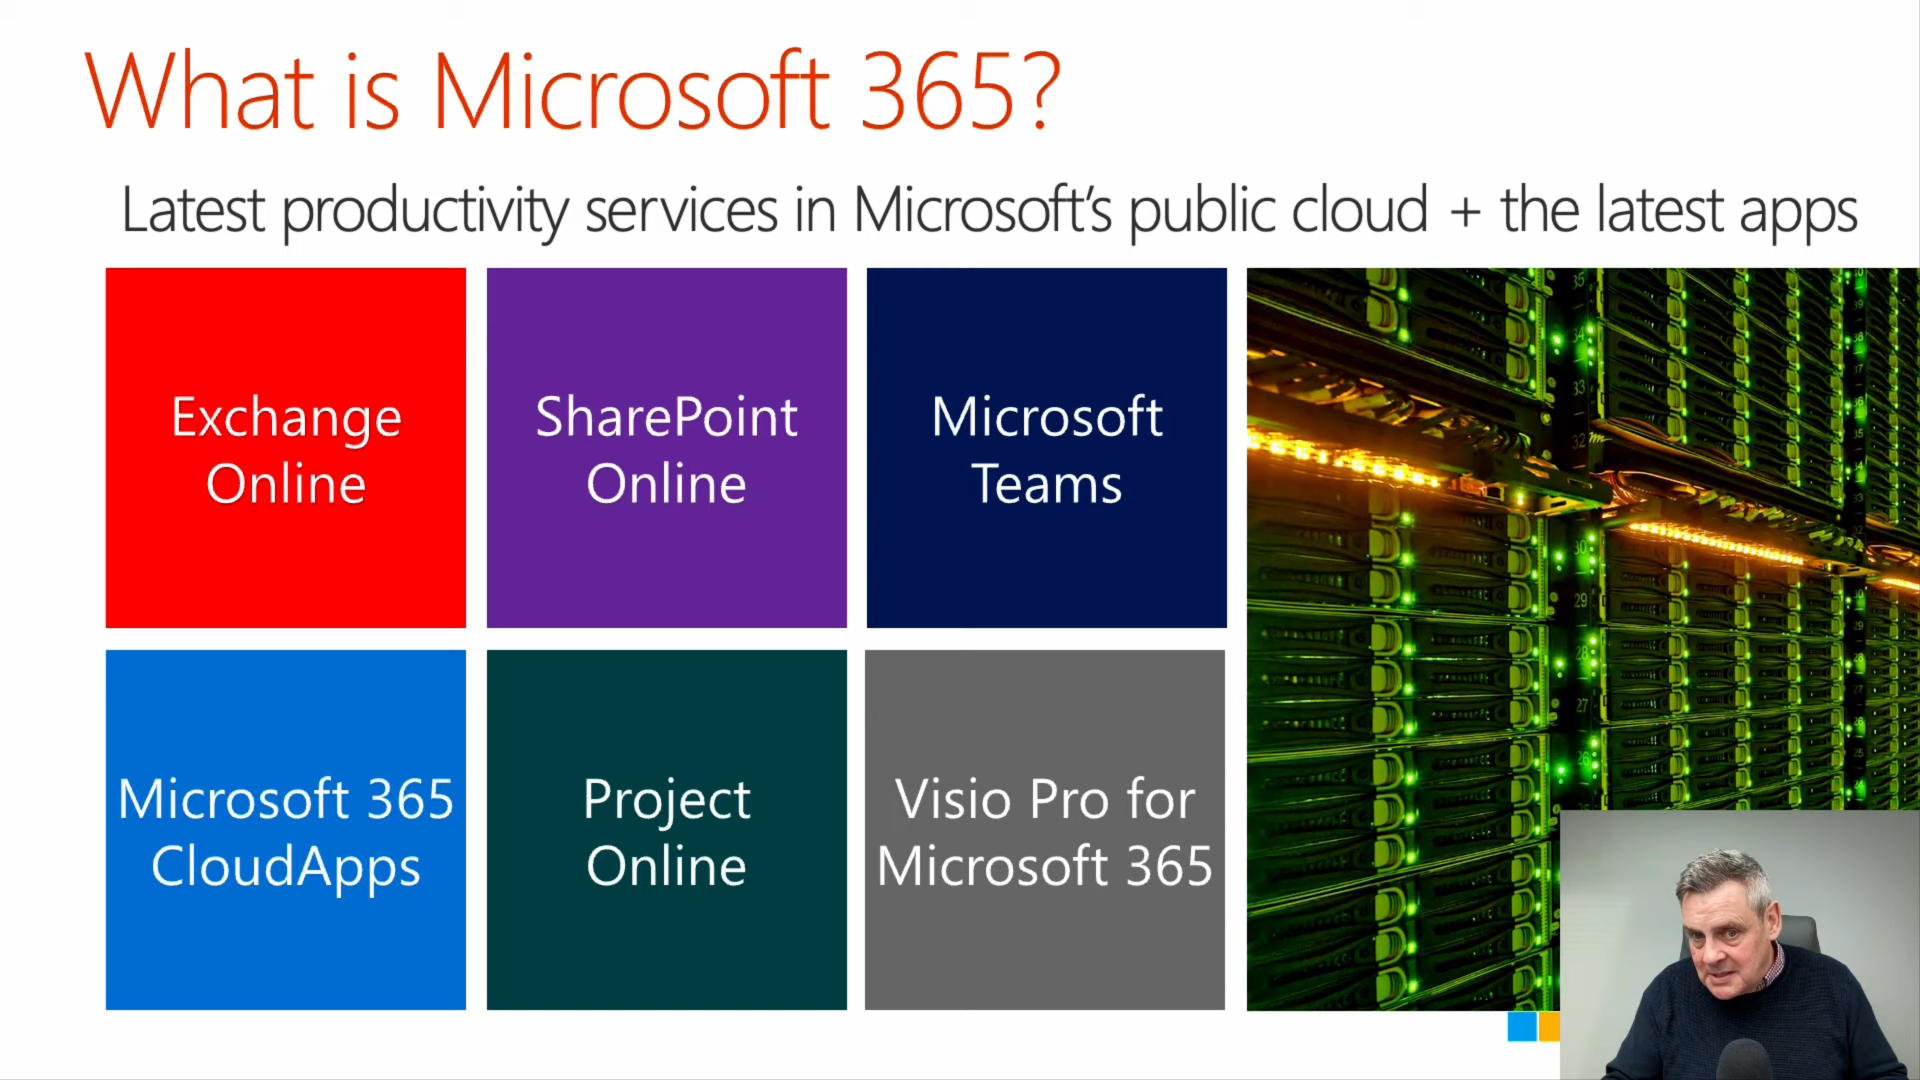 What is Microsoft 365?
Latest productivity services in Microsoft's public cloud + the latest apps
Exchange
Online
SharePoint
Online
Microsoft
Teams
Microsoft 365
CloudApps
Project
Online
Visio Pro for
Microsoft 365